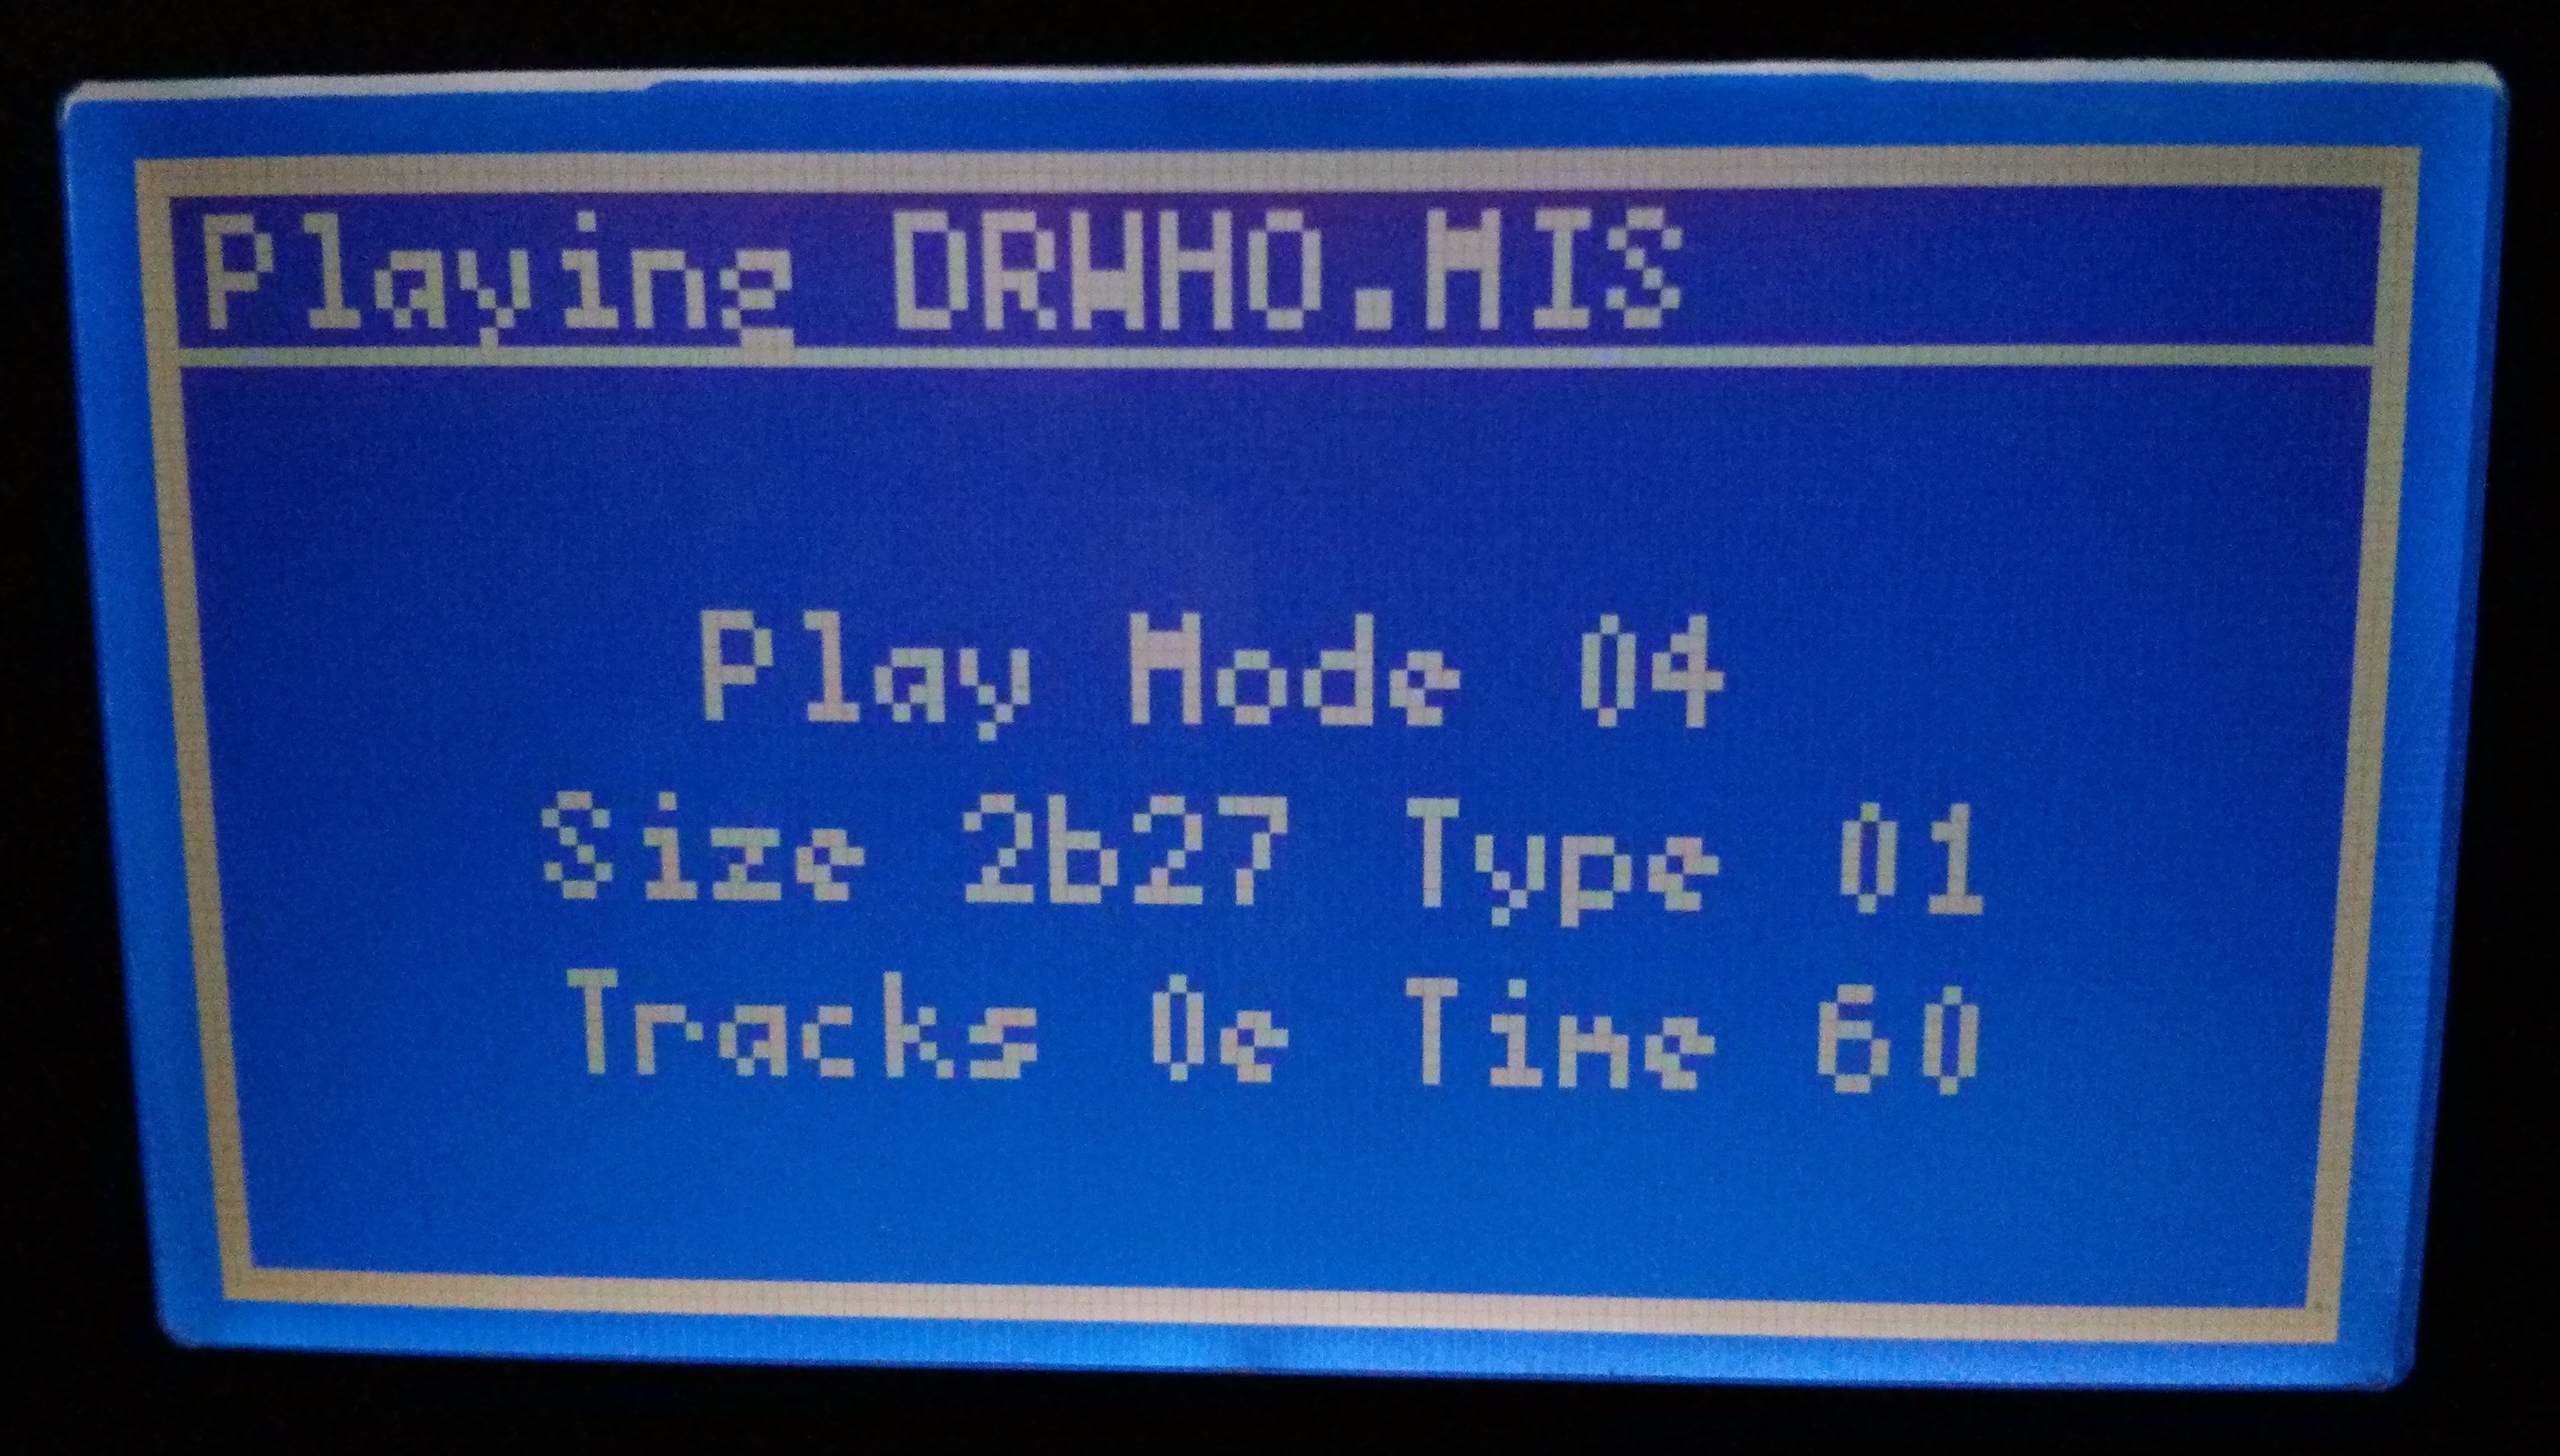 Playing DRWHO.MIS
Play Mode 04
Size 2b27 Type 01
Tracks 0e Time 60